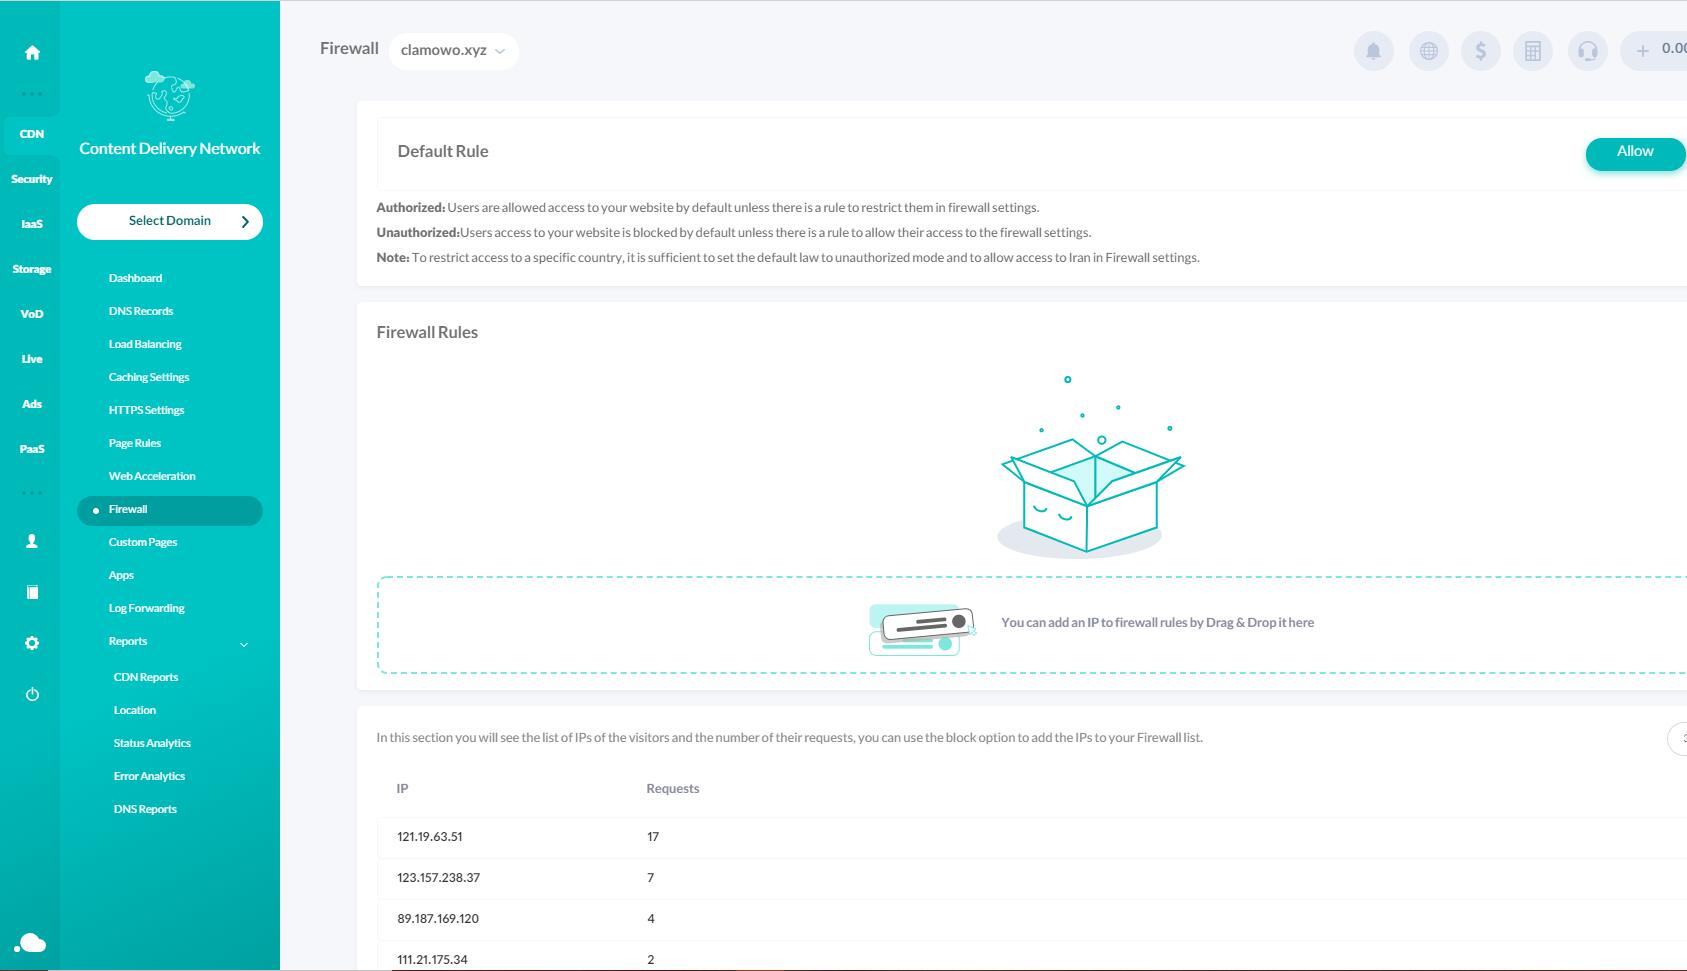 Firewall
clamowo.xyz
+ 0.00
CDN
Security
IaaS
Storage
VoD
Live
Ads
PaaS
Content Delivery Network
Select Domain
Dashboard
DNS Records
Load Balancing
Caching Settings
HTTPS Settings
Page Rules
Web Acceleration
Firewall
Custom Pages
Apps
Log Forwarding
Reports
CDN Reports
Location
Status Analytics
Error Analytics
DNS Reports
Default Rule
Allow
Authorized: Users are allowed access to your website by default unless there is a rule to restrict them in firewall settings.
Unauthorized:Users access to your website is blocked by default unless there is a rule to allow their access to the firewall settings.
Note: To restrict access to a specific country, it is sufficient to set the default law to unauthorized mode and to allow access to Iran in Firewall settings.
Firewall Rules
You can add an IP to firewall rules by Drag & Drop it here
In this section you will see the list of IPs of the visitors and the number of their requests, you can use the block option to add the IPs to your Firewall list.
IP Requests
121.19.63.51 17
123.157.238.37 7
89.187.169.120 4
111.21.175.34 2